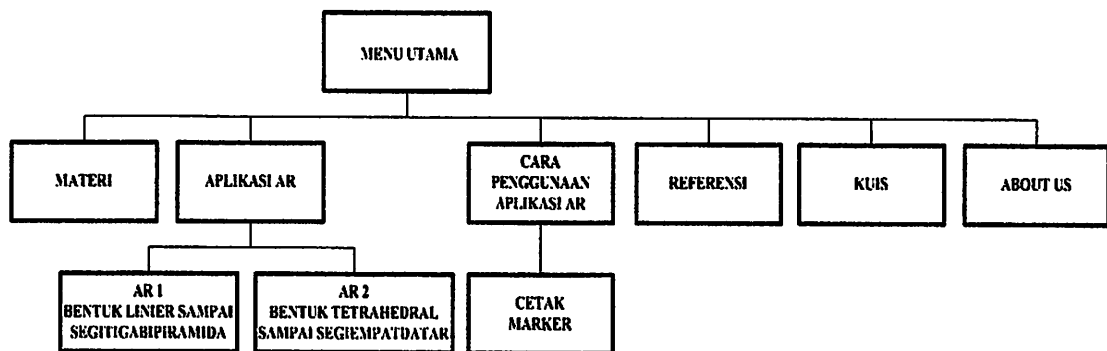 MENU UTAMA
MATERI
APLIKASI AR
CARA
PENGGUNAAN
APLIKASI AR
REFERENSI
KUIS
ABOUT US
AR 1
BENTUK LINIER SAMPAI
SEGITIGABIPIRAMIDA
AR 2
BENTUK TETRAHEDRAL
SAMPAI SEGIEMPATDATAR
CETAK
MARKER